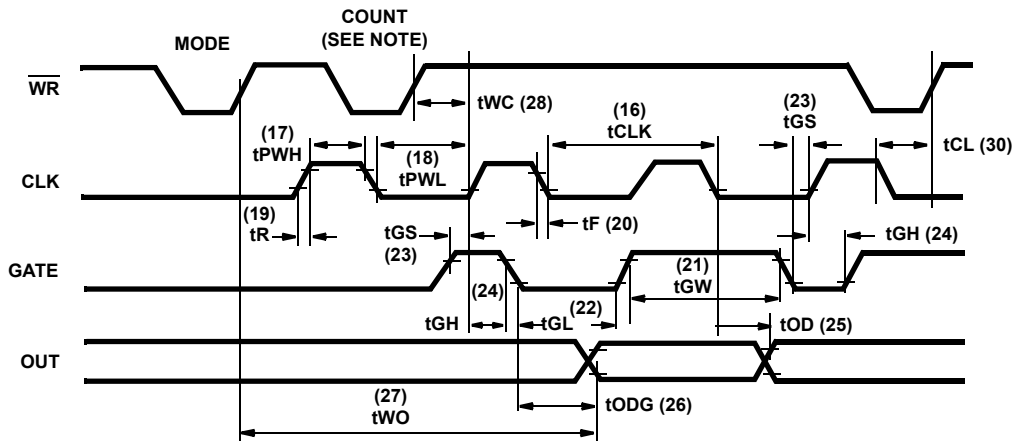 COUNT
MODE (SEE NOTE)
WR
tWC (28)
(16)
tCLK
(23)
tGS
tCL (30)
(17)
tPWH
(18)
tPWL
CLK
(19)
tR
tGS
(23)
tF (20)
tGH (24)
GATE
(24)
tGH
(22)
tGL
(21)
tGW
tOD (25)
OUT
(27)
tWO
tODG (26)